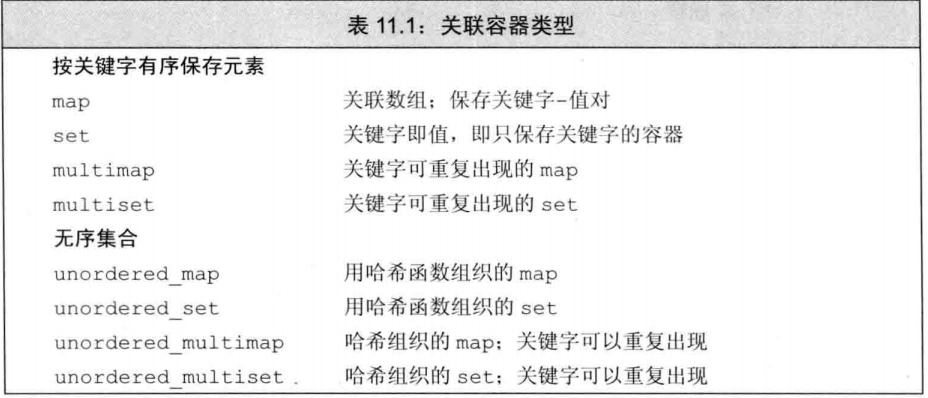 表 11.1：关联容器类型
按关键字有序保存元素
map 关联数组；保存关键字-值对
set 关键字即值，即只保存关键字的容器
multimap 关键字可重复出现的 map
multiset 关键字可重复出现的 set
无序集合
unordered_map 用哈希函数组织的 map
unordered_set 用哈希函数组织的 set
unordered_multimap 哈希组织的 map；关键字可以重复出现
unordered_multiset 哈希组织的 set；关键字可以重复出现